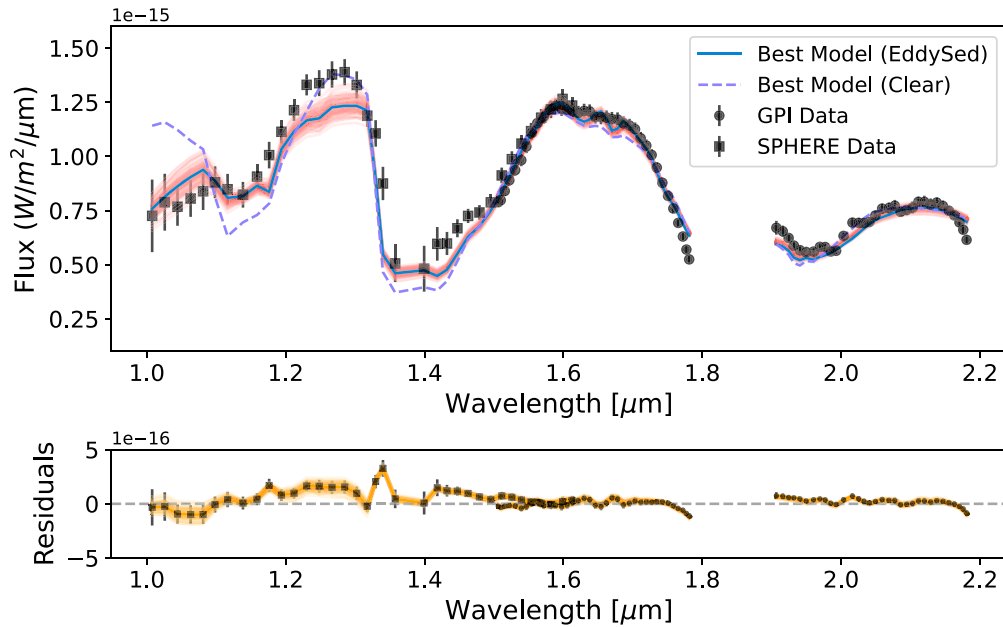 1e−15
Flux (W/m²/μm)
1.50
1.25
1.00
0.75
0.50
0.25
Best Model (EddySed)
Best Model (Clear)
GPI Data
SPHERE Data
1.0 1.2 1.4 1.6 1.8 2.0 2.2
Wavelength [μm]
1e−16
Residuals
5
0
−5
1.0 1.2 1.4 1.6 1.8 2.0 2.2
Wavelength [μm]